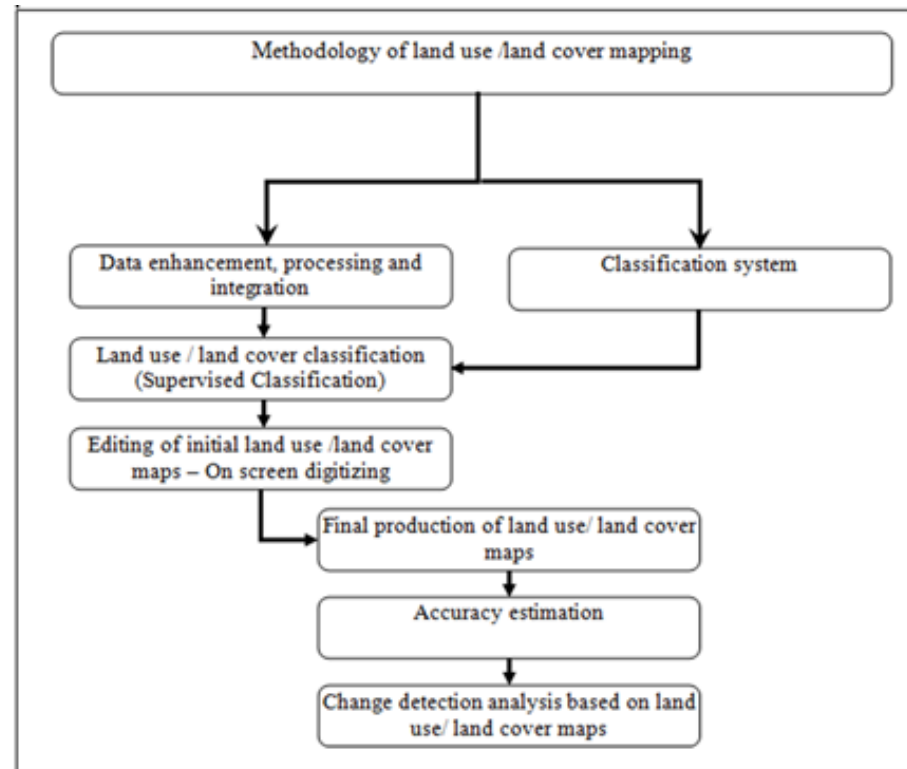 Methodology of land use /land cover mapping
Data enhancement, processing and
integration
Classification system
Land use / land cover classification
(Supervised Classification)
Editing of initial land use /land cover
maps – On screen digitizing
Final production of land use/ land cover
maps
Accuracy estimation
Change detection analysis based on land
use/ land cover maps